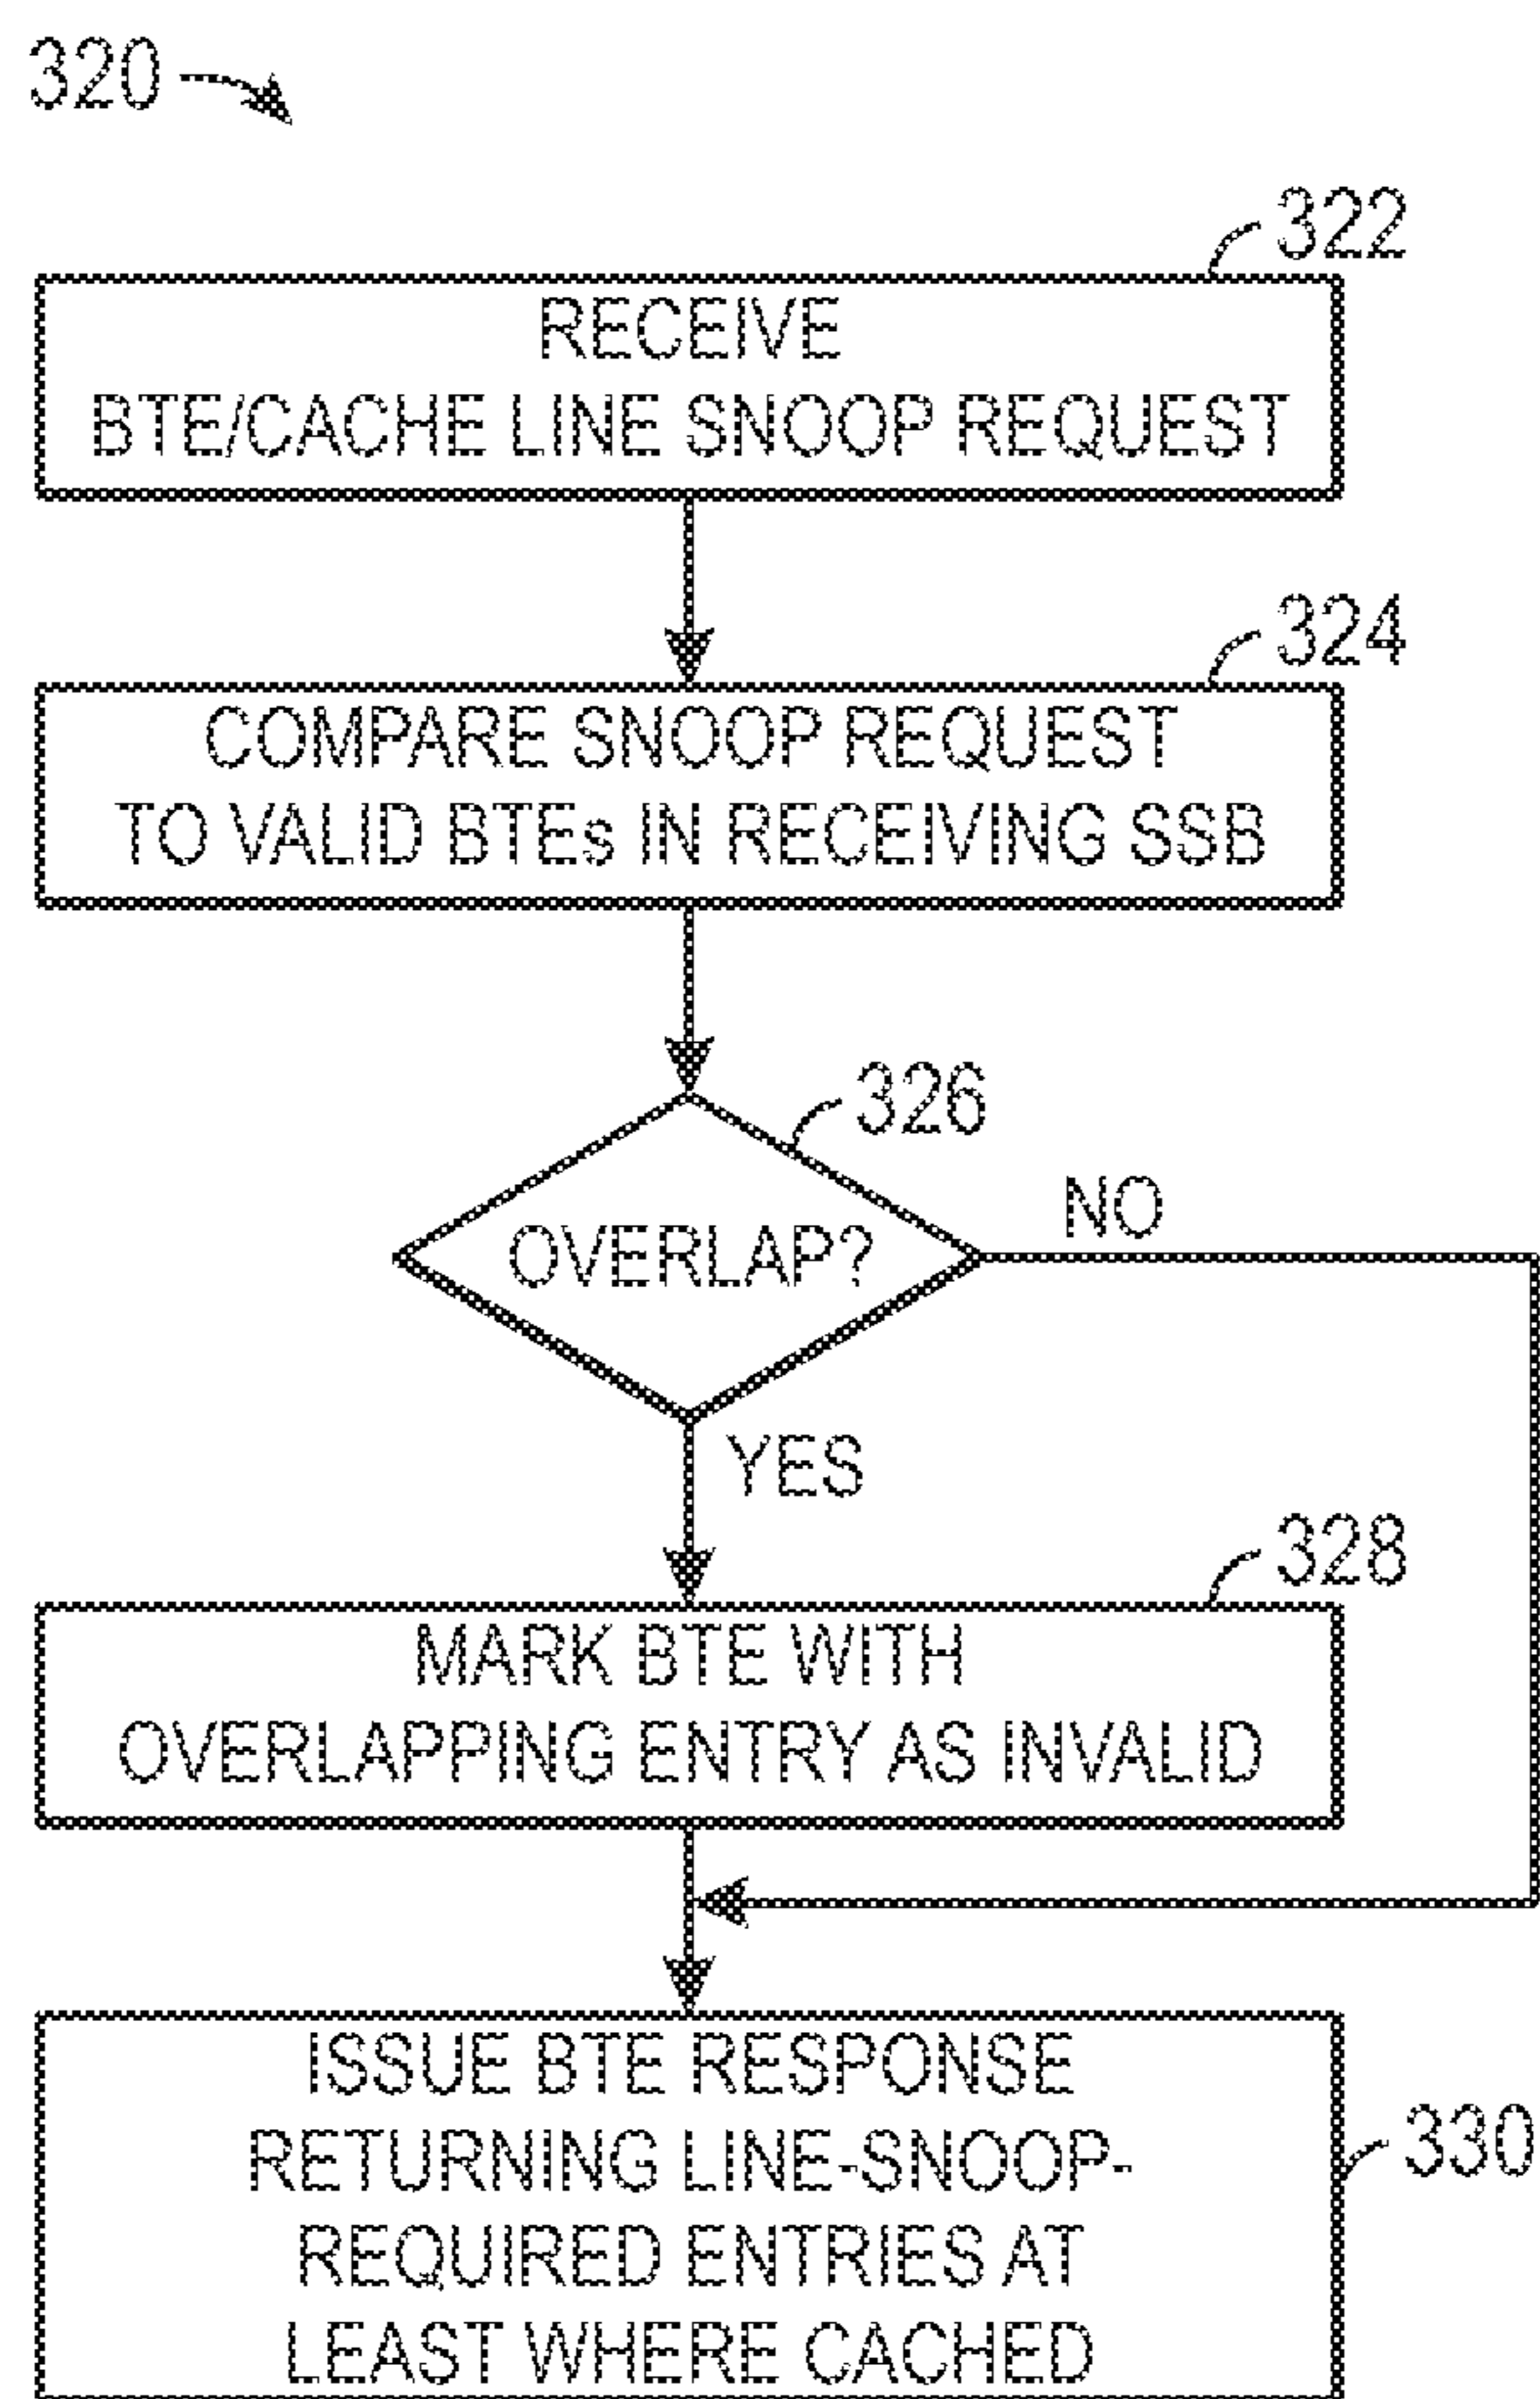 320
322
RECEIVE
BTE/CACHE LINE SNOOP REQUEST
324
COMPARE SNOOP REQUEST
TO VALID BTEs IN RECEIVING SSB
326
OVERLAP?
NO
YES
328
MARK BTE WITH
OVERLAPPING ENTRY AS INVALID
ISSUE BTE RESPONSE
RETURNING LINE-SNOOP-
REQUIRED ENTRIES AT
LEAST WHERE CACHED
330